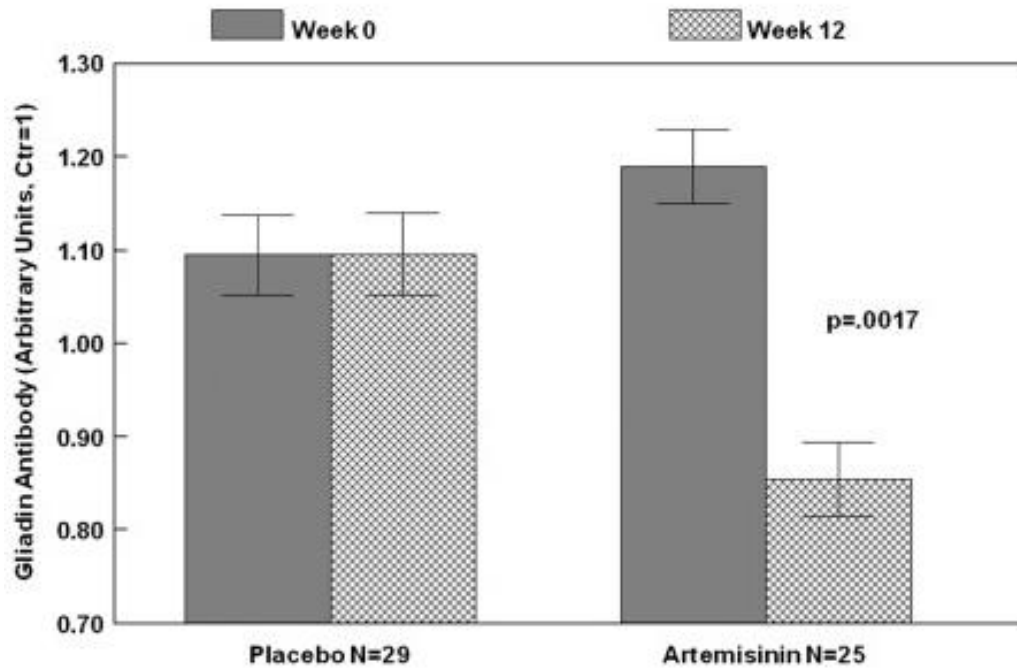 Week 0
Week 12
Gliadin Antibody (Arbitrary Units. Ctr=1)
1.30
1.20
1.10
1.00
0.90
0.80
0.70
p=.0017
Placebo N=29
Artemisinin N=25